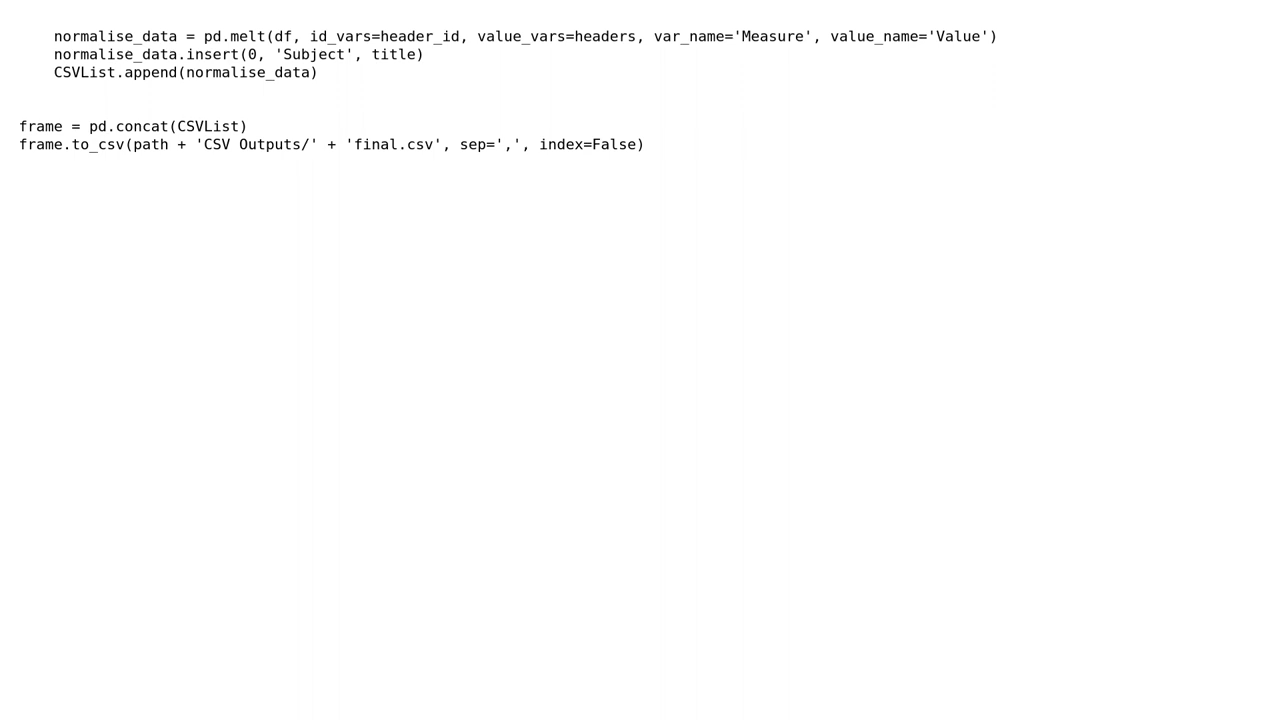 normalise_data = pd.melt(df, id_vars=header_id, value_vars=headers, var_name='Measure', value_name='Value')
    normalise_data.insert(0, 'Subject', title)
    CSVList.append(normalise_data)
frame = pd.concat(CSVList)
frame.to_csv(path + 'CSV Outputs/' + 'final.csv', sep=',', index=False)